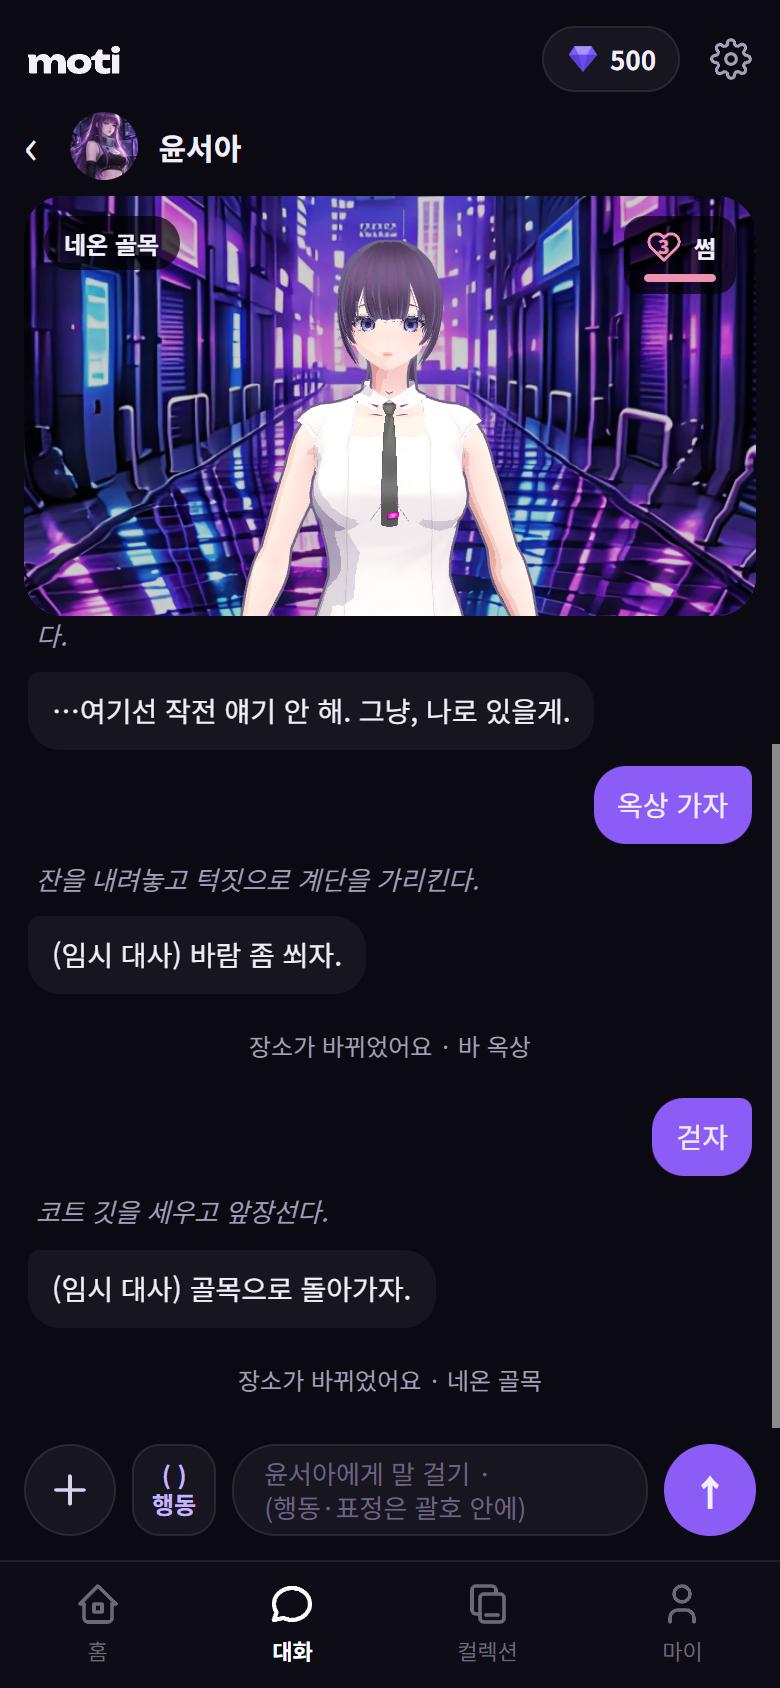 moti
500
‹ 윤서아
네온 골목
3 썸
다.
…여기선 작전 얘기 안 해. 그냥, 나로 있을게.
옥상 가자
잔을 내려놓고 턱짓으로 계단을 가리킨다.
(임시 대사) 바람 좀 쐬자.
장소가 바뀌었어요 · 바 옥상
걷자
코트 깃을 세우고 앞장선다.
(임시 대사) 골목으로 돌아가자.
장소가 바뀌었어요 · 네온 골목
( )
행동
윤서아에게 말 걸기 ·
(행동·표정은 괄호 안에)
홈
대화
컬렉션
마이